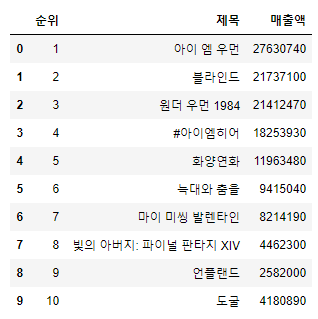 순위 제목 매출액
0 1 아이 엠 우먼 27630740
1 2 블라인드 21737100
2 3 원더 우먼 1984 21412470
3 4 #아이엠히어 18253930
4 5 화양연화 11963480
5 6 늑대와 춤을 9415040
6 7 마이 미씽 발렌타인 8214190
7 8 빛의 아버지: 파이널 판타지 XIV 4462300
8 9 언플랜드 2582000
9 10 도굴 4180890